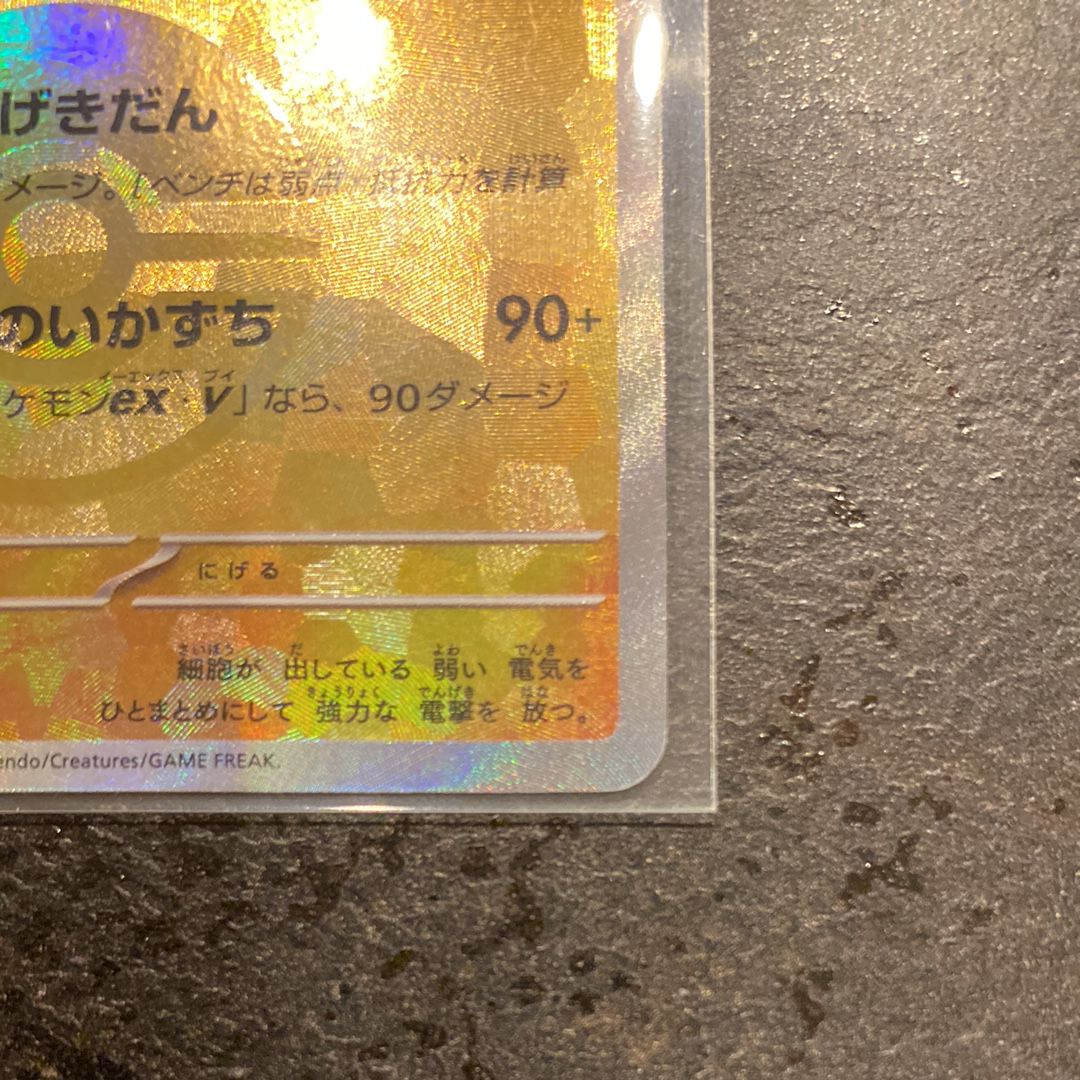 げきだん
メージ。[ベンチは弱点・抵抗力を計算
のいかずち 90+
ケモンex・V」なら、90ダメージ
にげる
細胞が 出している 弱い 電気を
ひとまとめにして 強力な 電撃を 放つ。
endo/Creatures/GAME FREAK.